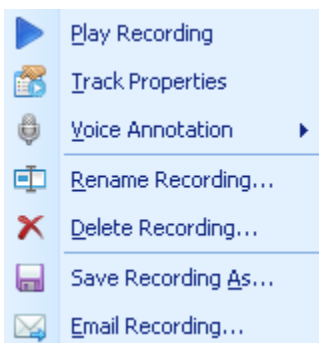 Play Recording
Track Properties
Voice Annotation
Rename Recording...
Delete Recording...
Save Recording As...
Email Recording...